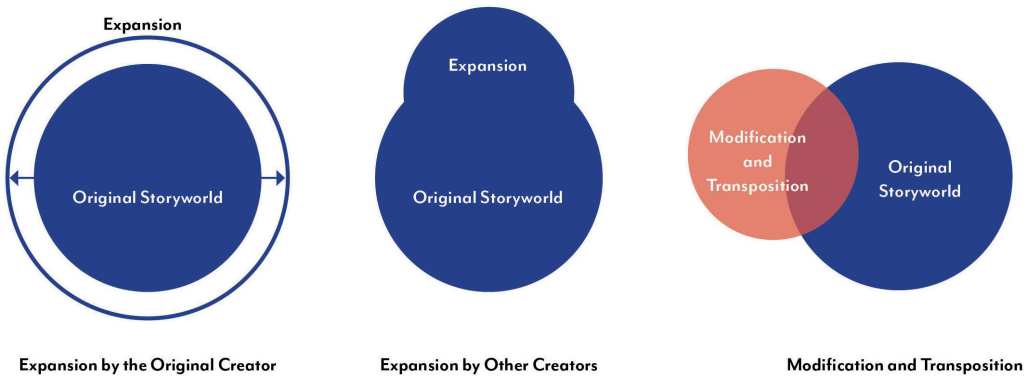 Expansion
Original Storyworld
Expansion by the Original Creator
Expansion
Original Storyworld
Expansion by Other Creators
Modification
and
Transposition
Original
Storyworld
Modification and Transposition